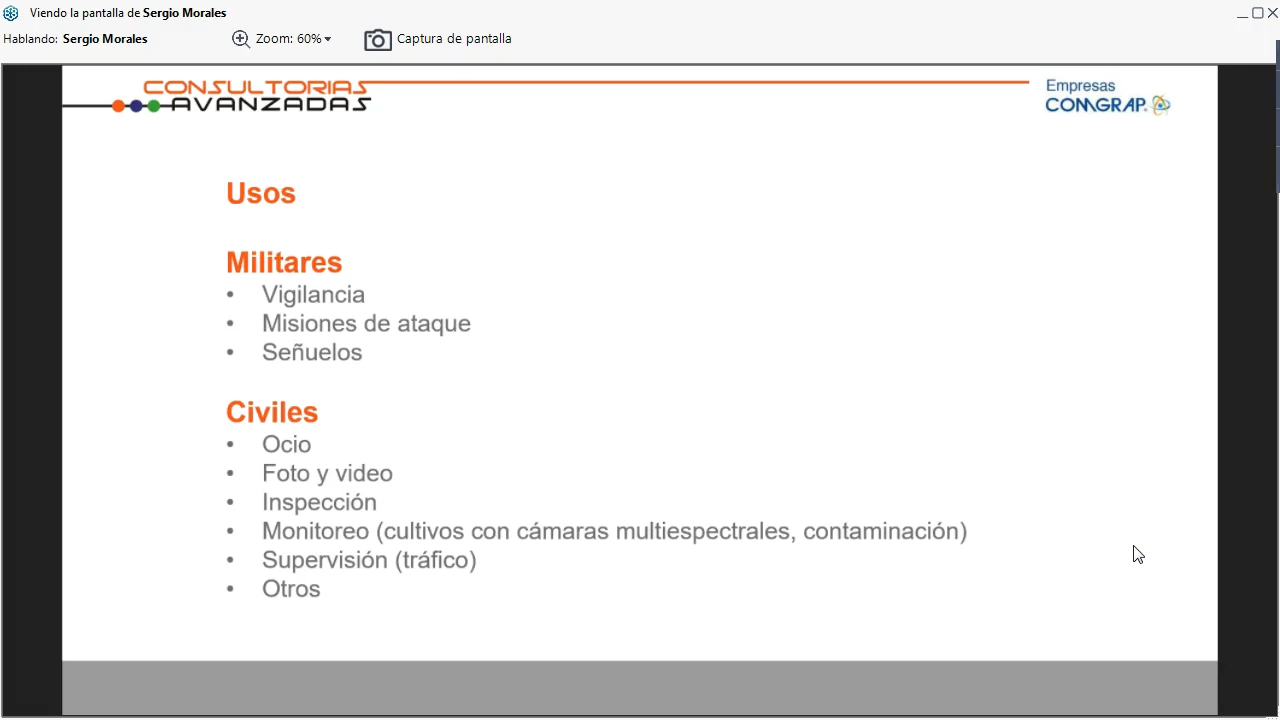 Viendo la pantalla de Sergio Morales
Hablando: Sergio Morales
Zoom: 60%
Captura de pantalla
CONSULTORIAS
AVANZADAS
Empresas
COMGRAP
Usos
Militares
• Vigilancia
• Misiones de ataque
• Señuelos
Civiles
• Ocio
• Foto y video
• Inspección
• Monitoreo (cultivos con cámaras multiespectrales, contaminación)
• Supervisión (tráfico)
• Otros